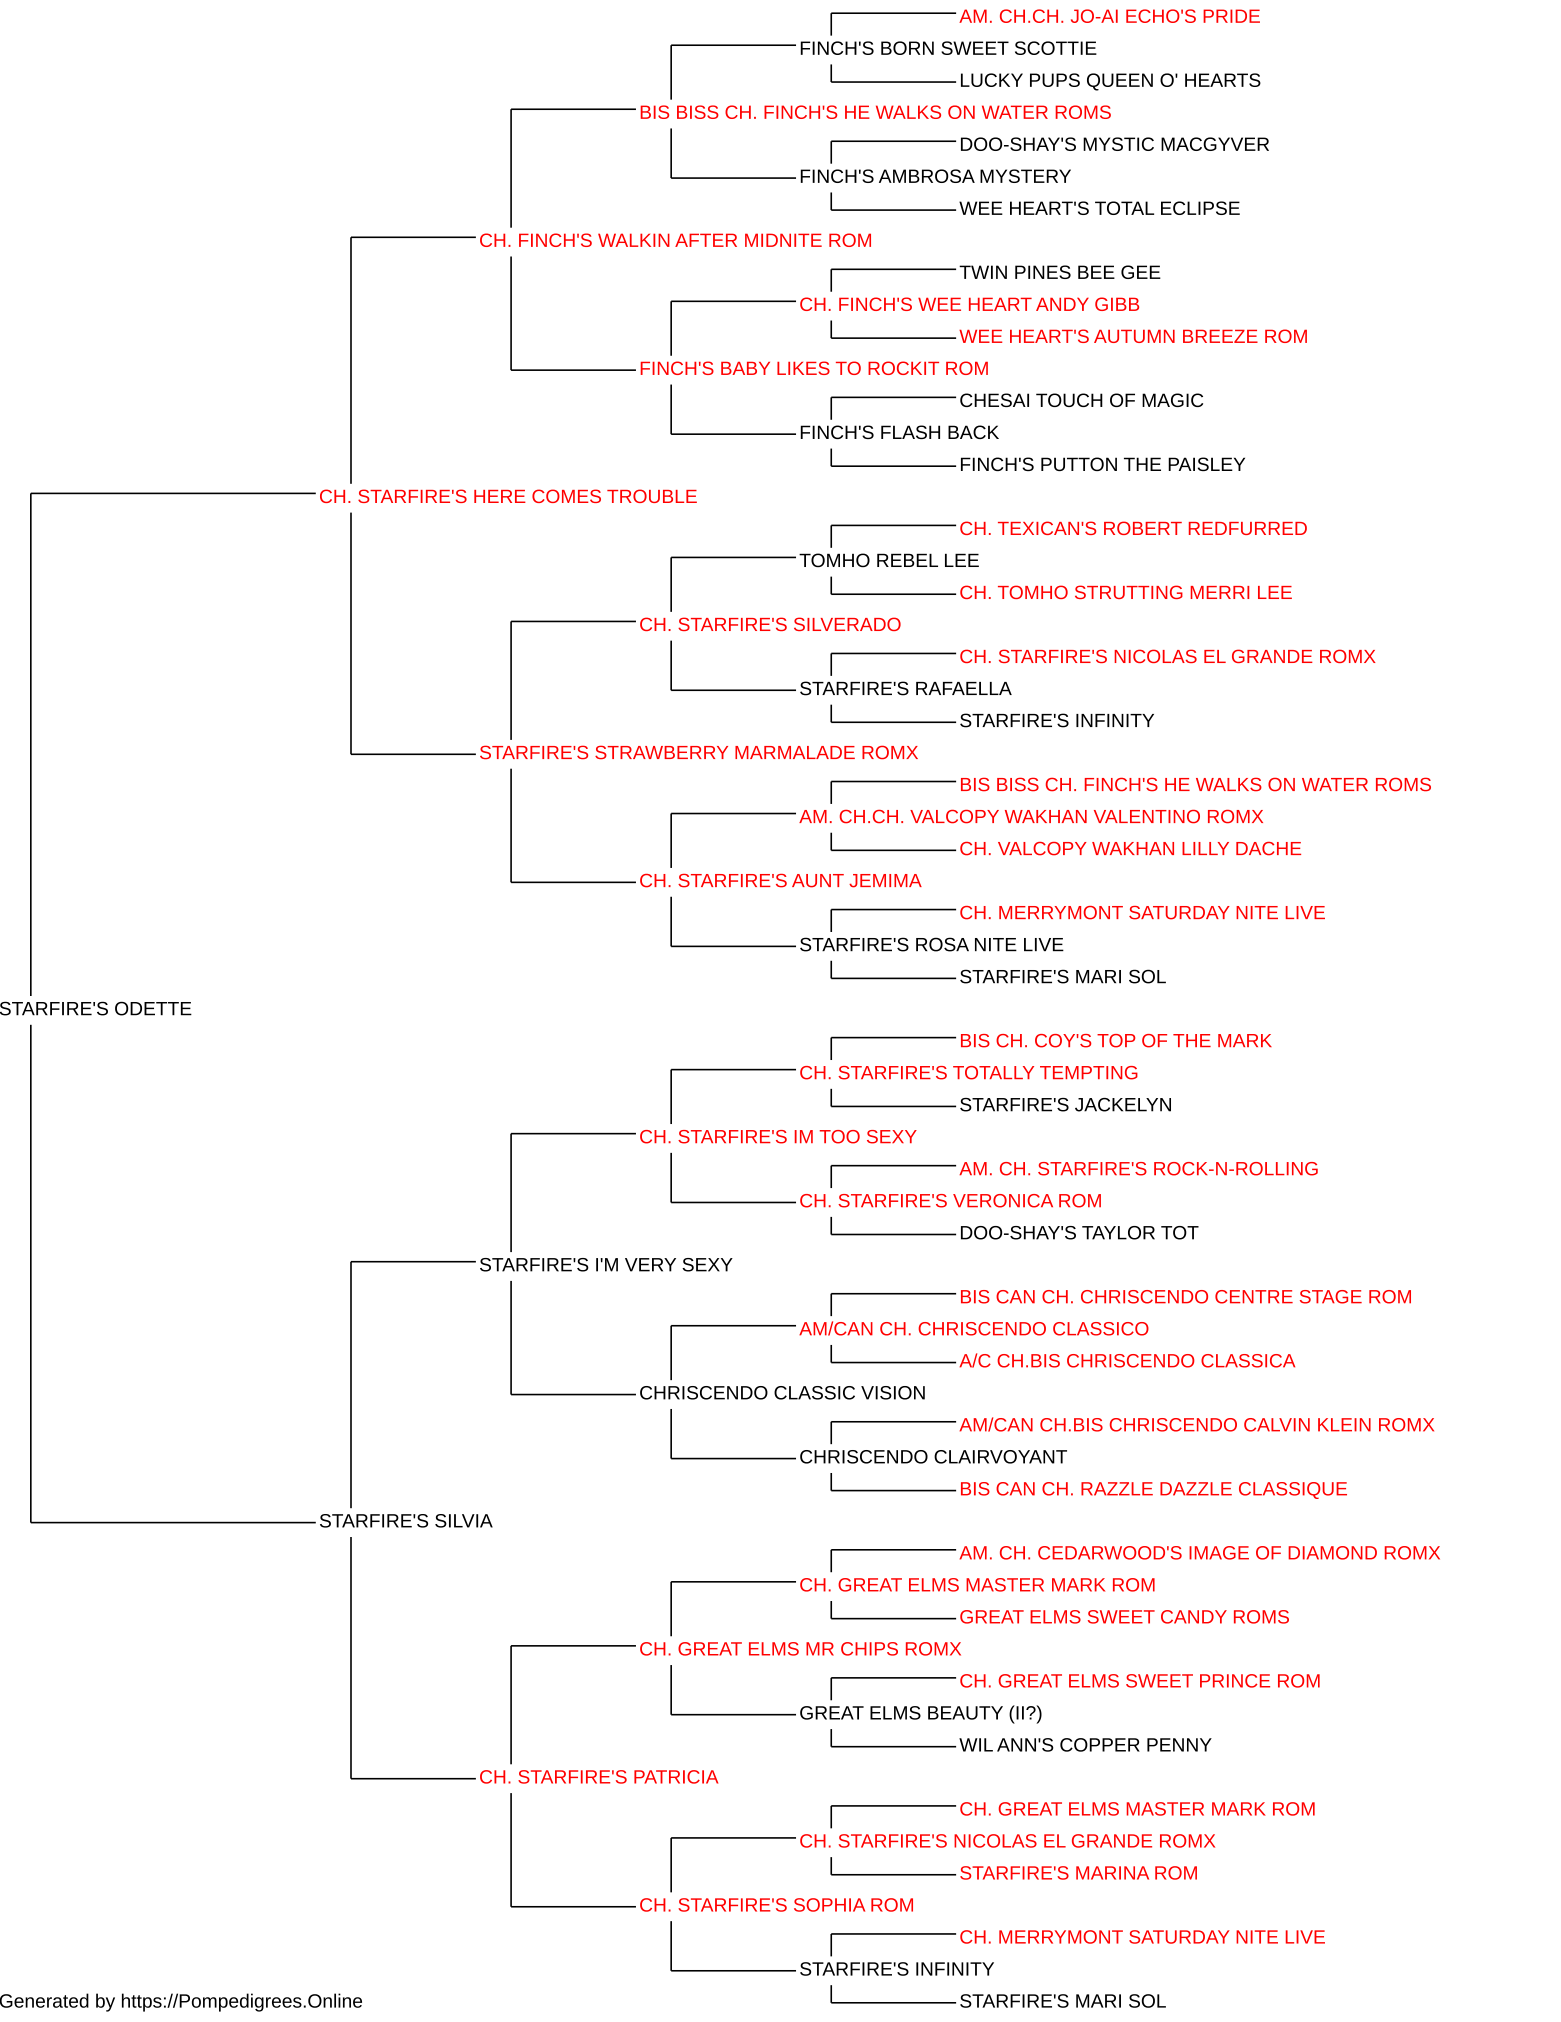 AM. CH.CH. JO-AI ECHO'S PRIDE
FINCH'S BORN SWEET SCOTTIE
LUCKY PUPS QUEEN O' HEARTS
BIS BISS CH. FINCH'S HE WALKS ON WATER ROMS
DOO-SHAY'S MYSTIC MACGYVER
FINCH'S AMBROSA MYSTERY
WEE HEART'S TOTAL ECLIPSE
CH. FINCH'S WALKIN AFTER MIDNITE ROM
TWIN PINES BEE GEE
CH. FINCH'S WEE HEART ANDY GIBB
WEE HEART'S AUTUMN BREEZE ROM
FINCH'S BABY LIKES TO ROCKIT ROM
CHESAI TOUCH OF MAGIC
FINCH'S FLASH BACK
FINCH'S PUTTON THE PAISLEY
CH. STARFIRE'S HERE COMES TROUBLE
CH. TEXICAN'S ROBERT REDFURRED
TOMHO REBEL LEE
CH. TOMHO STRUTTING MERRI LEE
CH. STARFIRE'S SILVERADO
CH. STARFIRE'S NICOLAS EL GRANDE ROMX
STARFIRE'S RAFAELLA
STARFIRE'S INFINITY
STARFIRE'S STRAWBERRY MARMALADE ROMX
BIS BISS CH. FINCH'S HE WALKS ON WATER ROMS
AM. CH.CH. VALCOPY WAKHAN VALENTINO ROMX
CH. VALCOPY WAKHAN LILLY DACHE
CH. STARFIRE'S AUNT JEMIMA
CH. MERRYMONT SATURDAY NITE LIVE
STARFIRE'S ROSA NITE LIVE
STARFIRE'S MARI SOL
STARFIRE'S ODETTE
BIS CH. COY'S TOP OF THE MARK
CH. STARFIRE'S TOTALLY TEMPTING
STARFIRE'S JACKELYN
CH. STARFIRE'S IM TOO SEXY
AM. CH. STARFIRE'S ROCK-N-ROLLING
CH. STARFIRE'S VERONICA ROM
DOO-SHAY'S TAYLOR TOT
STARFIRE'S I'M VERY SEXY
BIS CAN CH. CHRISCENDO CENTRE STAGE ROM
AM/CAN CH. CHRISCENDO CLASSICO
A/C CH.BIS CHRISCENDO CLASSICA
CHRISCENDO CLASSIC VISION
AM/CAN CH.BIS CHRISCENDO CALVIN KLEIN ROMX
CHRISCENDO CLAIRVOYANT
BIS CAN CH. RAZZLE DAZZLE CLASSIQUE
STARFIRE'S SILVIA
AM. CH. CEDARWOOD'S IMAGE OF DIAMOND ROMX
CH. GREAT ELMS MASTER MARK ROM
GREAT ELMS SWEET CANDY ROMS
CH. GREAT ELMS MR CHIPS ROMX
CH. GREAT ELMS SWEET PRINCE ROM
GREAT ELMS BEAUTY (II?)
WIL ANN'S COPPER PENNY
CH. STARFIRE'S PATRICIA
CH. GREAT ELMS MASTER MARK ROM
CH. STARFIRE'S NICOLAS EL GRANDE ROMX
STARFIRE'S MARINA ROM
CH. STARFIRE'S SOPHIA ROM
CH. MERRYMONT SATURDAY NITE LIVE
STARFIRE'S INFINITY
STARFIRE'S MARI SOL
Generated by https://Pompedigrees.Online